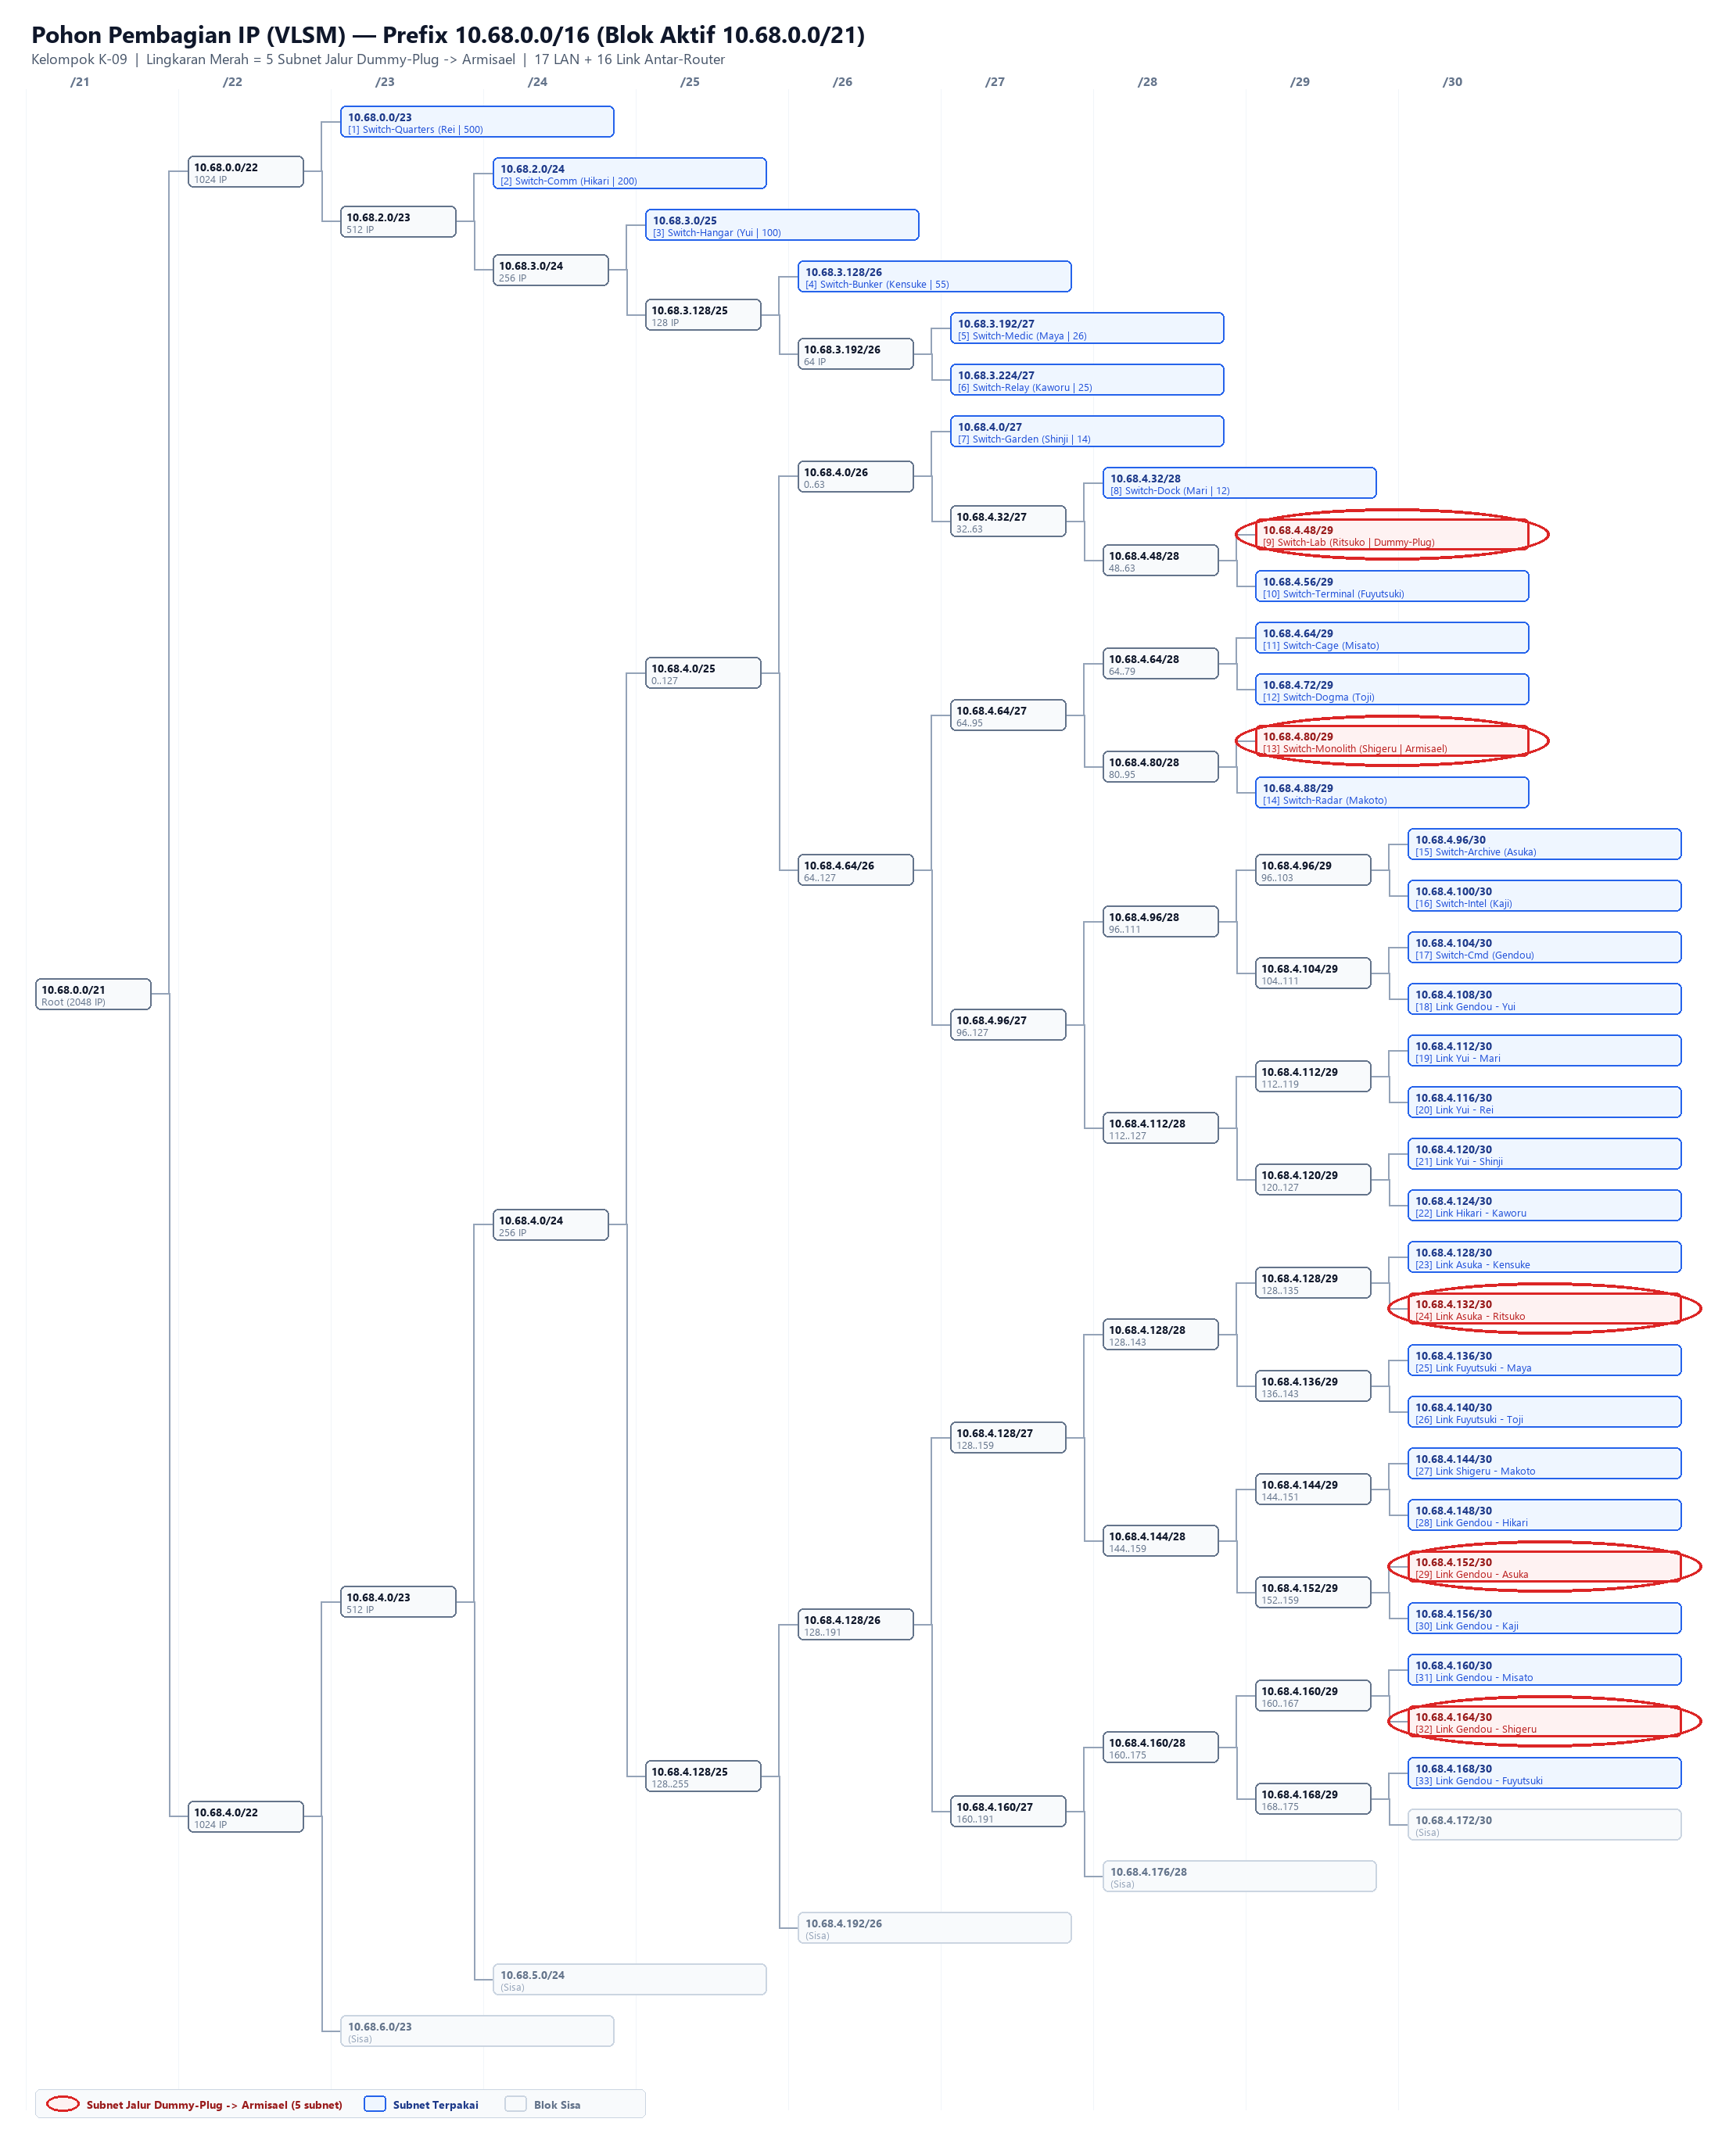 Pohon Pembagian IP (VLSM) — Prefix 10.68.0.0/16 (Blok Aktif 10.68.0.0/21)
Kelompok K-09 | Lingkaran Merah = 5 Subnet Jalur Dummy-Plug -> Armisael | 17 LAN + 16 Link Antar-Router
/21 /22 /23 /24 /25 /26 /27 /28 /29 /30
10.68.0.0/23
[1] Switch-Quarters (Rei | 500)
10.68.0.0/22
1024 IP
10.68.2.0/24
[2] Switch-Comm (Hikari | 200)
10.68.2.0/23
512 IP
10.68.3.0/25
[3] Switch-Hangar (Yui | 100)
10.68.3.0/24
256 IP
10.68.3.128/26
[4] Switch-Bunker (Kensuke | 55)
10.68.3.128/25
128 IP
10.68.3.192/27
[5] Switch-Medic (Maya | 26)
10.68.3.192/26
64 IP
10.68.3.224/27
[6] Switch-Relay (Kaworu | 25)
10.68.4.0/27
[7] Switch-Garden (Shinji | 14)
10.68.4.0/26
0..63
10.68.4.32/28
[8] Switch-Dock (Mari | 12)
10.68.4.32/27
32..63
10.68.4.48/29
[9] Switch-Lab (Ritsuko | Dummy-Plug)
10.68.4.48/28
48..63
10.68.4.56/29
[10] Switch-Terminal (Fuyutsuki)
10.68.4.64/29
[11] Switch-Cage (Misato)
10.68.4.64/28
64..79
10.68.4.0/25
0..127
10.68.4.72/29
[12] Switch-Dogma (Toji)
10.68.4.64/27
64..95
10.68.4.80/29
[13] Switch-Monolith (Shigeru | Armisael)
10.68.4.80/28
80..95
10.68.4.88/29
[14] Switch-Radar (Makoto)
10.68.4.96/30
[15] Switch-Archive (Asuka)
10.68.4.64/26
64..127
10.68.4.96/29
96..103
10.68.4.100/30
[16] Switch-Intel (Kaji)
10.68.4.96/28
96..111
10.68.4.104/30
[17] Switch-Cmd (Gendou)
10.68.4.104/29
104..111
10.68.0.0/21
Root (2048 IP)
10.68.4.108/30
[18] Link Gendou - Yui
10.68.4.96/27
96..127
10.68.4.112/30
[19] Link Yui - Mari
10.68.4.112/29
112..119
10.68.4.116/30
[20] Link Yui - Rei
10.68.4.112/28
112..127
10.68.4.120/30
[21] Link Yui - Shinji
10.68.4.120/29
120..127
10.68.4.124/30
[22] Link Hikari - Kaworu
10.68.4.0/24
256 IP
10.68.4.128/30
[23] Link Asuka - Kensuke
10.68.4.128/29
128..135
10.68.4.132/30
[24] Link Asuka - Ritsuko
10.68.4.128/28
128..143
10.68.4.136/30
[25] Link Fuyutsuki - Maya
10.68.4.136/29
136..143
10.68.4.140/30
[26] Link Fuyutsuki - Toji
10.68.4.128/27
128..159
10.68.4.144/30
[27] Link Shigeru - Makoto
10.68.4.144/29
144..151
10.68.4.148/30
[28] Link Gendou - Hikari
10.68.4.144/28
144..159
10.68.4.152/30
[29] Link Gendou - Asuka
10.68.4.152/29
152..159
10.68.4.0/23
512 IP
10.68.4.156/30
[30] Link Gendou - Kaji
10.68.4.128/26
128..191
10.68.4.160/30
[31] Link Gendou - Misato
10.68.4.160/29
160..167
10.68.4.164/30
[32] Link Gendou - Shigeru
10.68.4.160/28
160..175
10.68.4.128/25
128..255
10.68.4.168/30
[33] Link Gendou - Fuyutsuki
10.68.4.168/29
168..175
10.68.4.160/27
160..191
10.68.4.0/22
1024 IP
10.68.4.172/30
(Sisa)
10.68.4.176/28
(Sisa)
10.68.4.192/26
(Sisa)
10.68.5.0/24
(Sisa)
10.68.6.0/23
(Sisa)
Subnet Jalur Dummy-Plug -> Armisael (5 subnet) Subnet Terpakai Blok Sisa